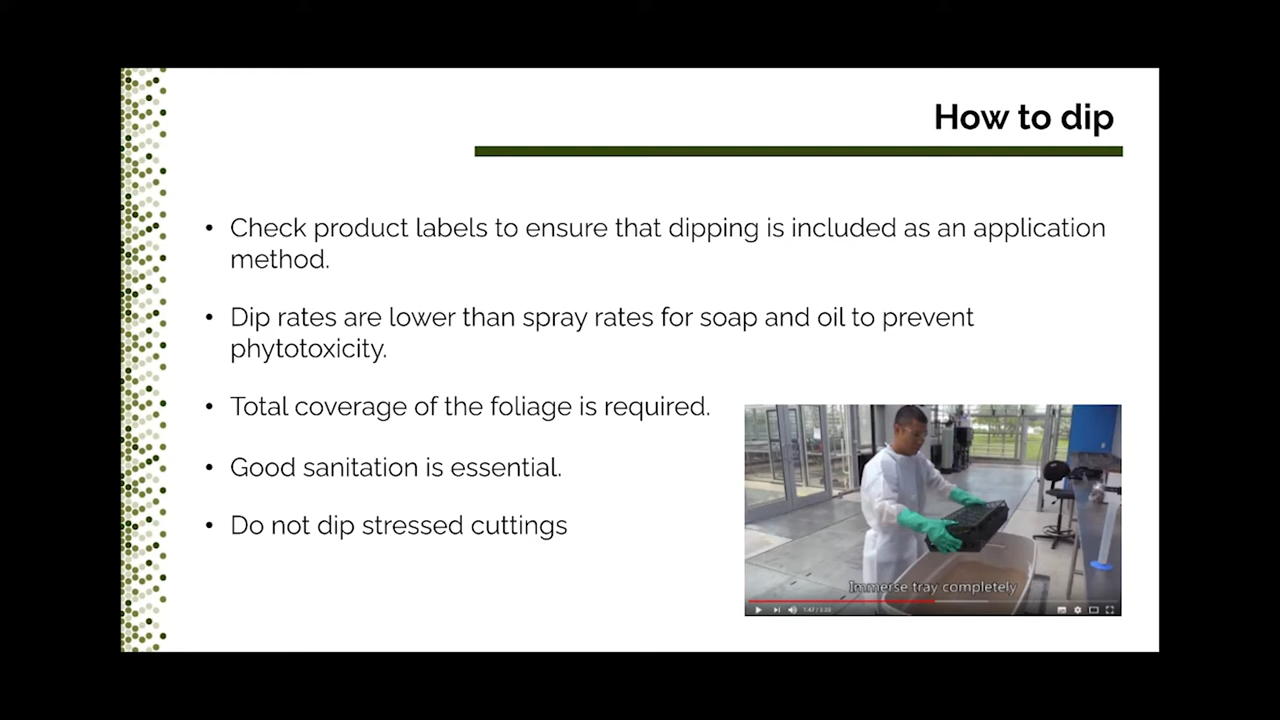 How to dip
• Check product labels to ensure that dipping is included as an application
method.
• Dip rates are lower than spray rates for soap and oil to prevent
phytotoxicity.
• Total coverage of the foliage is required.
• Good sanitation is essential.
• Do not dip stressed cuttings
Immerse tray completely